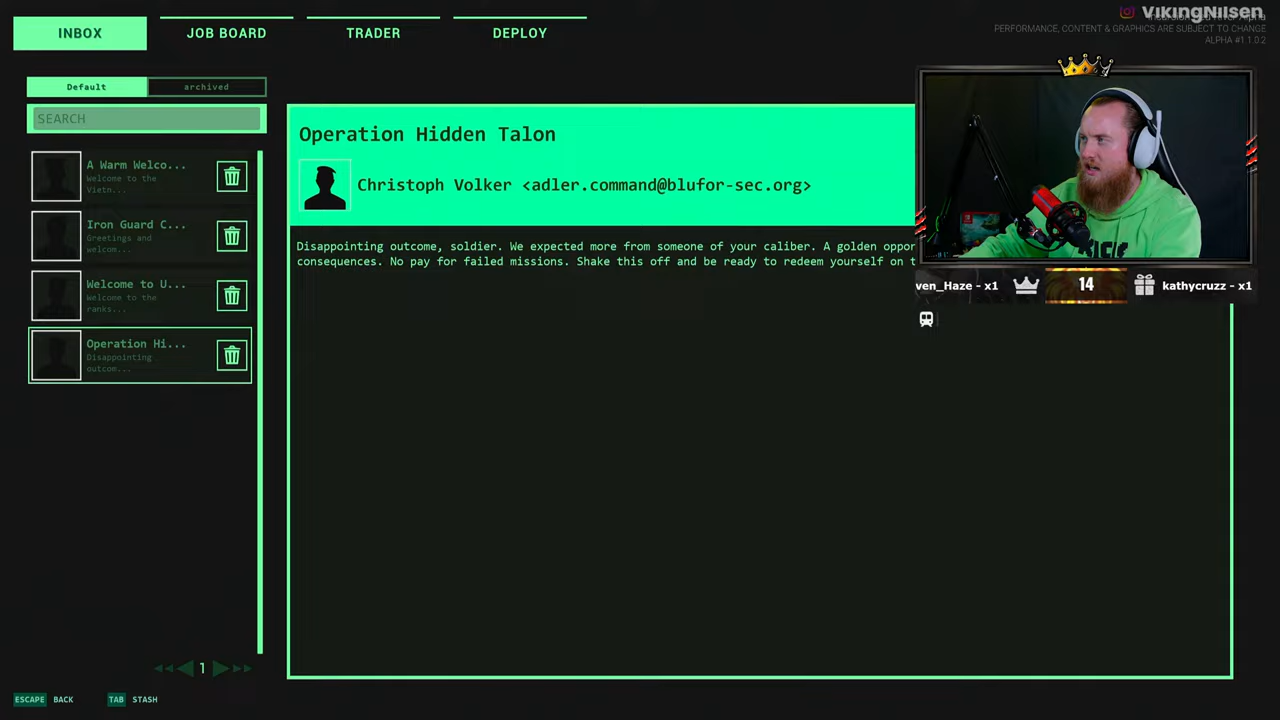 INBOX
JOB BOARD
TRADER
DEPLOY
VikingNilsen
PERFORMANCE, CONTENT & GRAPHICS ARE SUBJECT TO CHANGE
ALPHA #1.1.0.2
Default
archived
SEARCH
A Warm Welco...
Welcome to the
Vietn...
Iron Guard C...
Greetings and
welcom...
Welcome to U...
Welcome to the
ranks...
Operation Hi...
Disappointing
outcom...
Operation Hidden Talon
Christoph Volker <adler.command@blufor-sec.org>
Disappointing outcome, soldier. We expected more from someone of your caliber. A golden oppor
consequences. No pay for failed missions. Shake this off and be ready to redeem yourself on t
ven_Haze - x1
14
kathycruzz - x1
1
ESCAPE BACK
TAB STASH